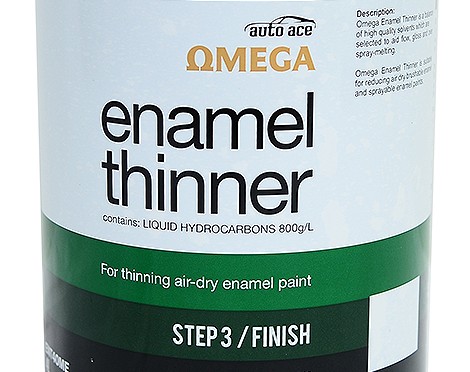 auto ace
ΩMEGA
enamel
thinner
contains: LIQUID HYDROCARBONS 800g/L
For thinning air-dry enamel paint
STEP 3 / FINISH
Description:
Omega Enamel Thinner is a
of high quality solvents which are
selected to aid flow, gloss and
spray-melting.
Omega Enamel Thinner is
for reducing air dry brushable enamel
and sprayable enamel paints.